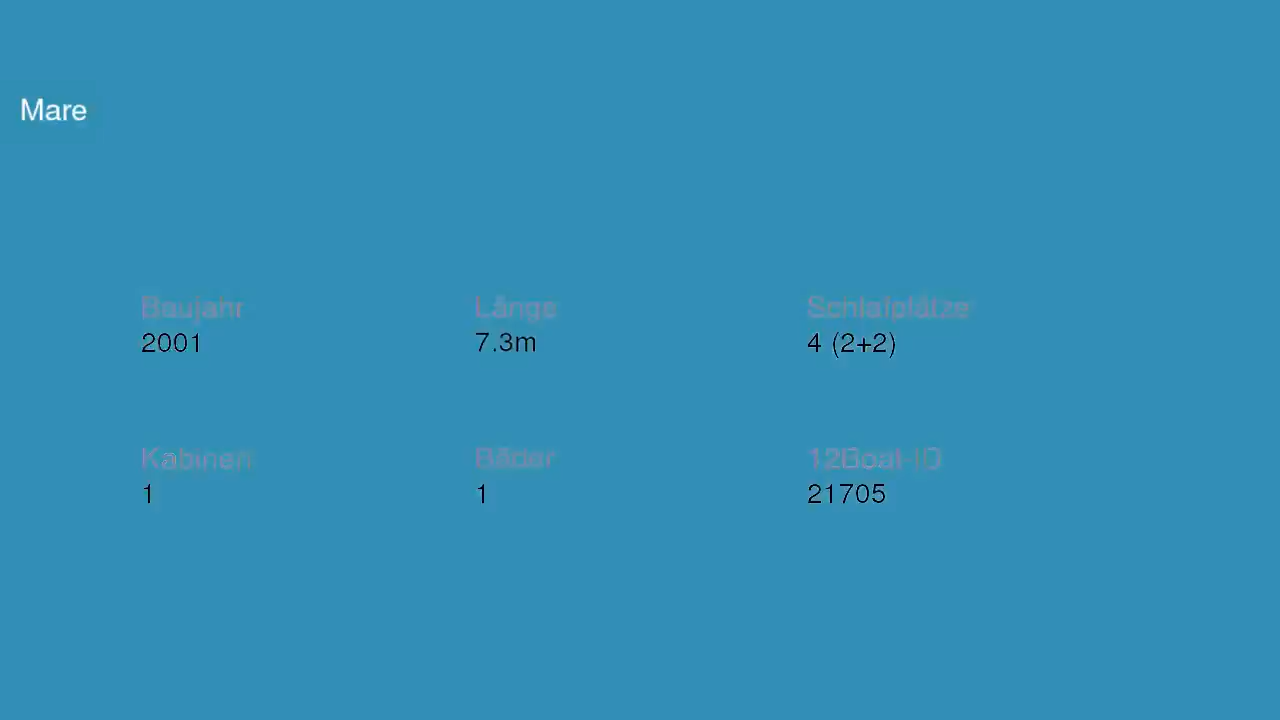 Mare
Baujahr Länge Schlafplätze
2001 7.3m 4 (2+2)
Kabinen Bäder 12Boat-ID
1 1 21705